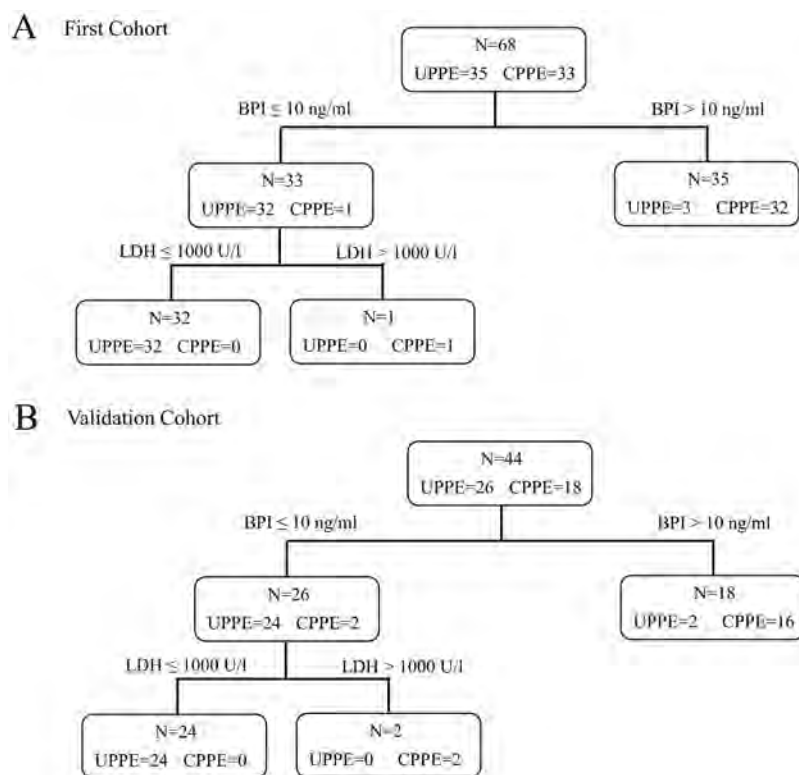 A First Cohort
N=68
UPPE=35 CPPE=33
BPI ≤ 10 ng/ml BPI > 10 ng/ml
N=33 N=35
UPPE=32 CPPE=1 UPPE=3 CPPE=32
LDH ≤ 1000 U/l LDH > 1000 U/l
N=32 N=1
UPPE=32 CPPE=0 UPPE=0 CPPE=1
B Validation Cohort
N=44
UPPE=26 CPPE=18
BPI ≤ 10 ng/ml BPI > 10 ng/ml
N=26 N=18
UPPE=24 CPPE=2 UPPE=2 CPPE=16
LDH ≤ 1000 U/l LDH > 1000 U/l
N=24 N=2
UPPE=24 CPPE=0 UPPE=0 CPPE=2